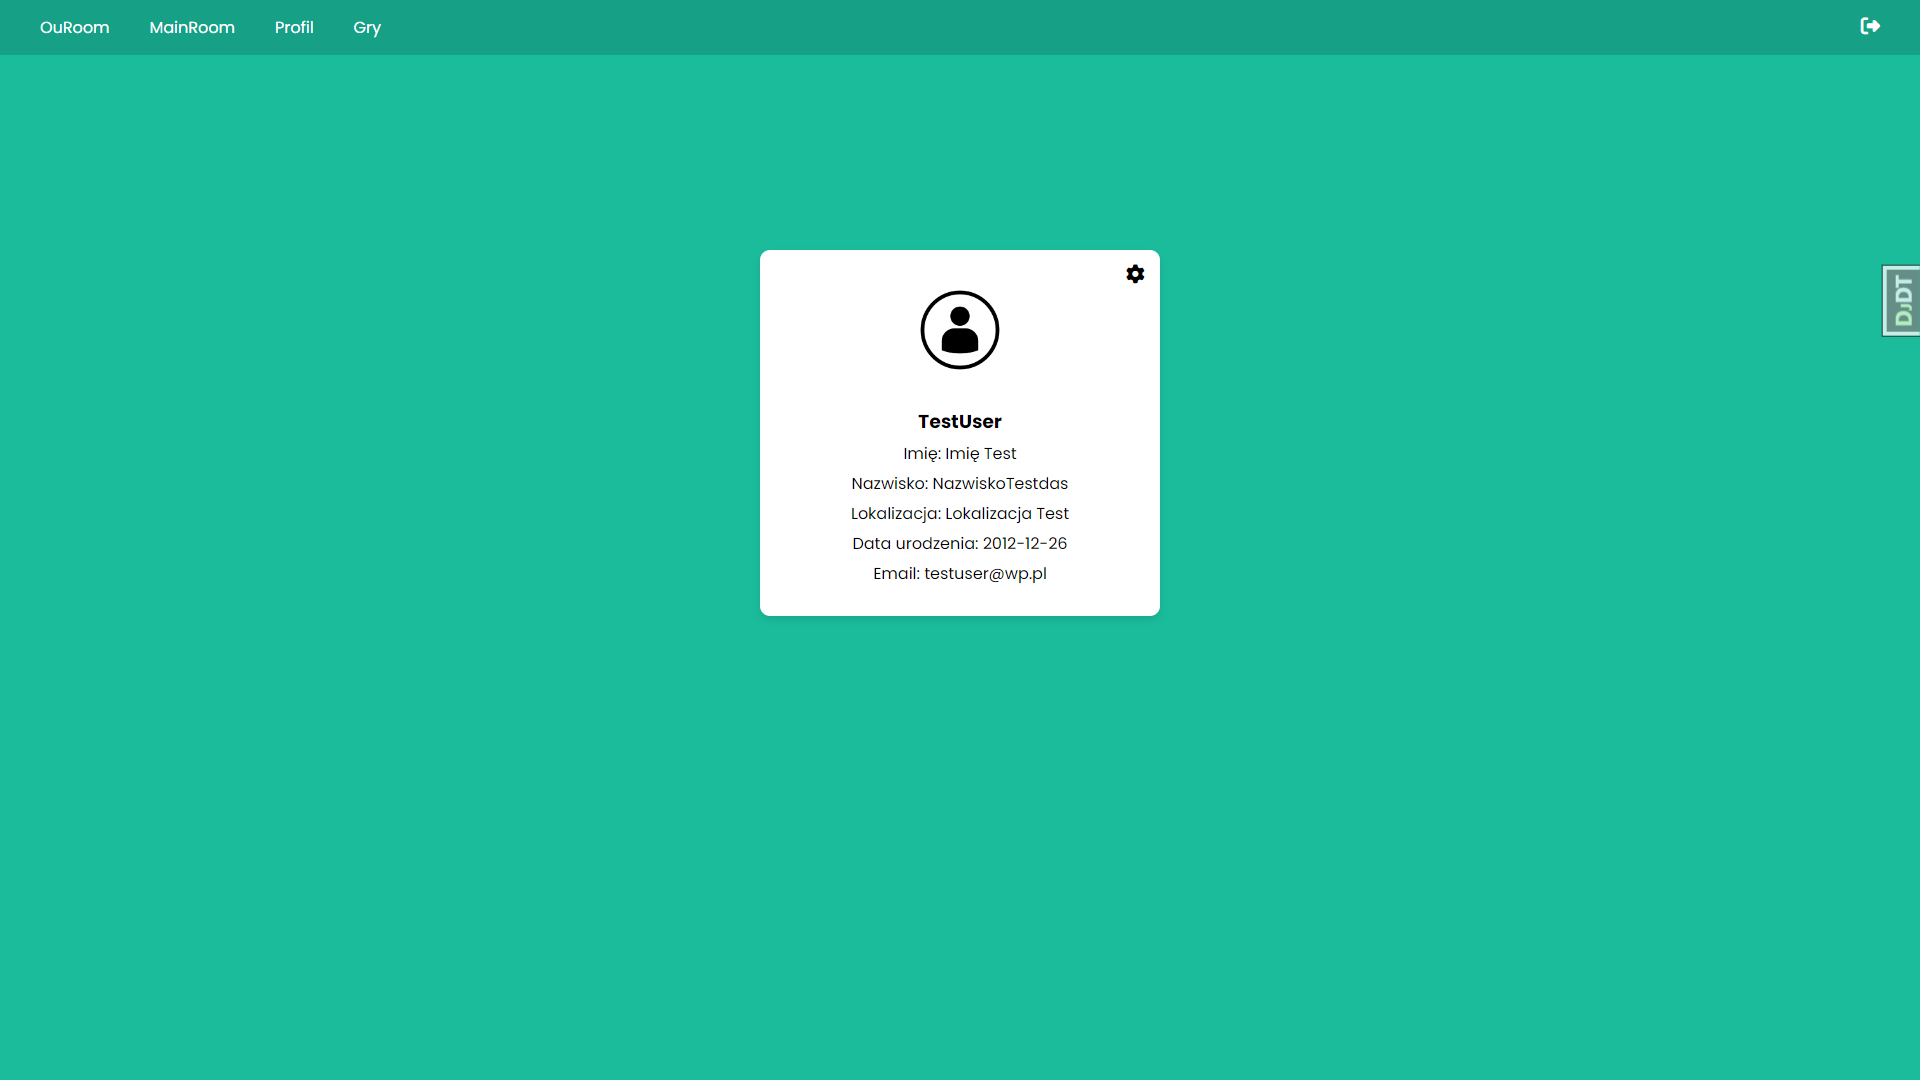 OuRoom
MainRoom
Profil
Gry
DJDT
TestUser
Imię: Imię Test
Nazwisko: NazwiskoTestdas
Lokalizacja: Lokalizacja Test
Data urodzenia: 2012-12-26
Email: testuser@wp.pl